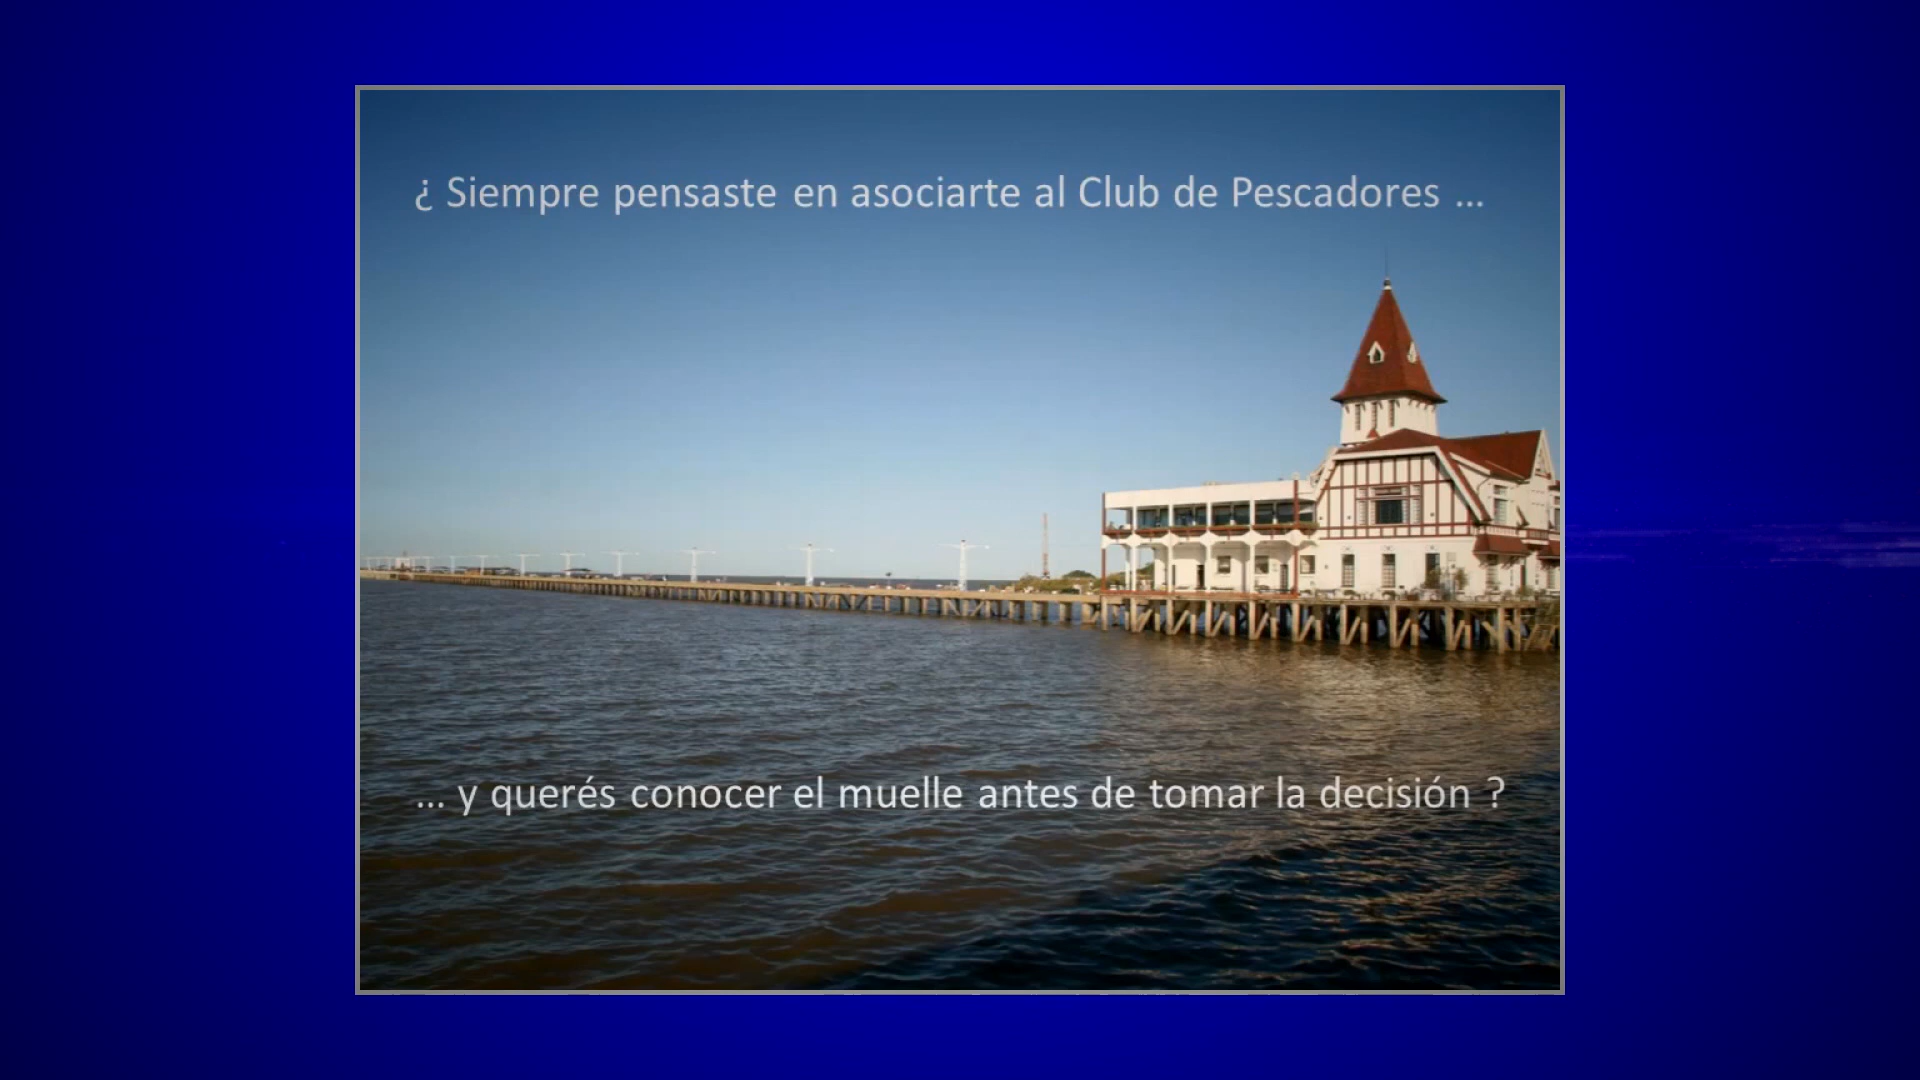 ¿ Siempre pensaste en asociarte al Club de Pescadores ...
... y querés conocer el muelle antes de tomar la decisión ?